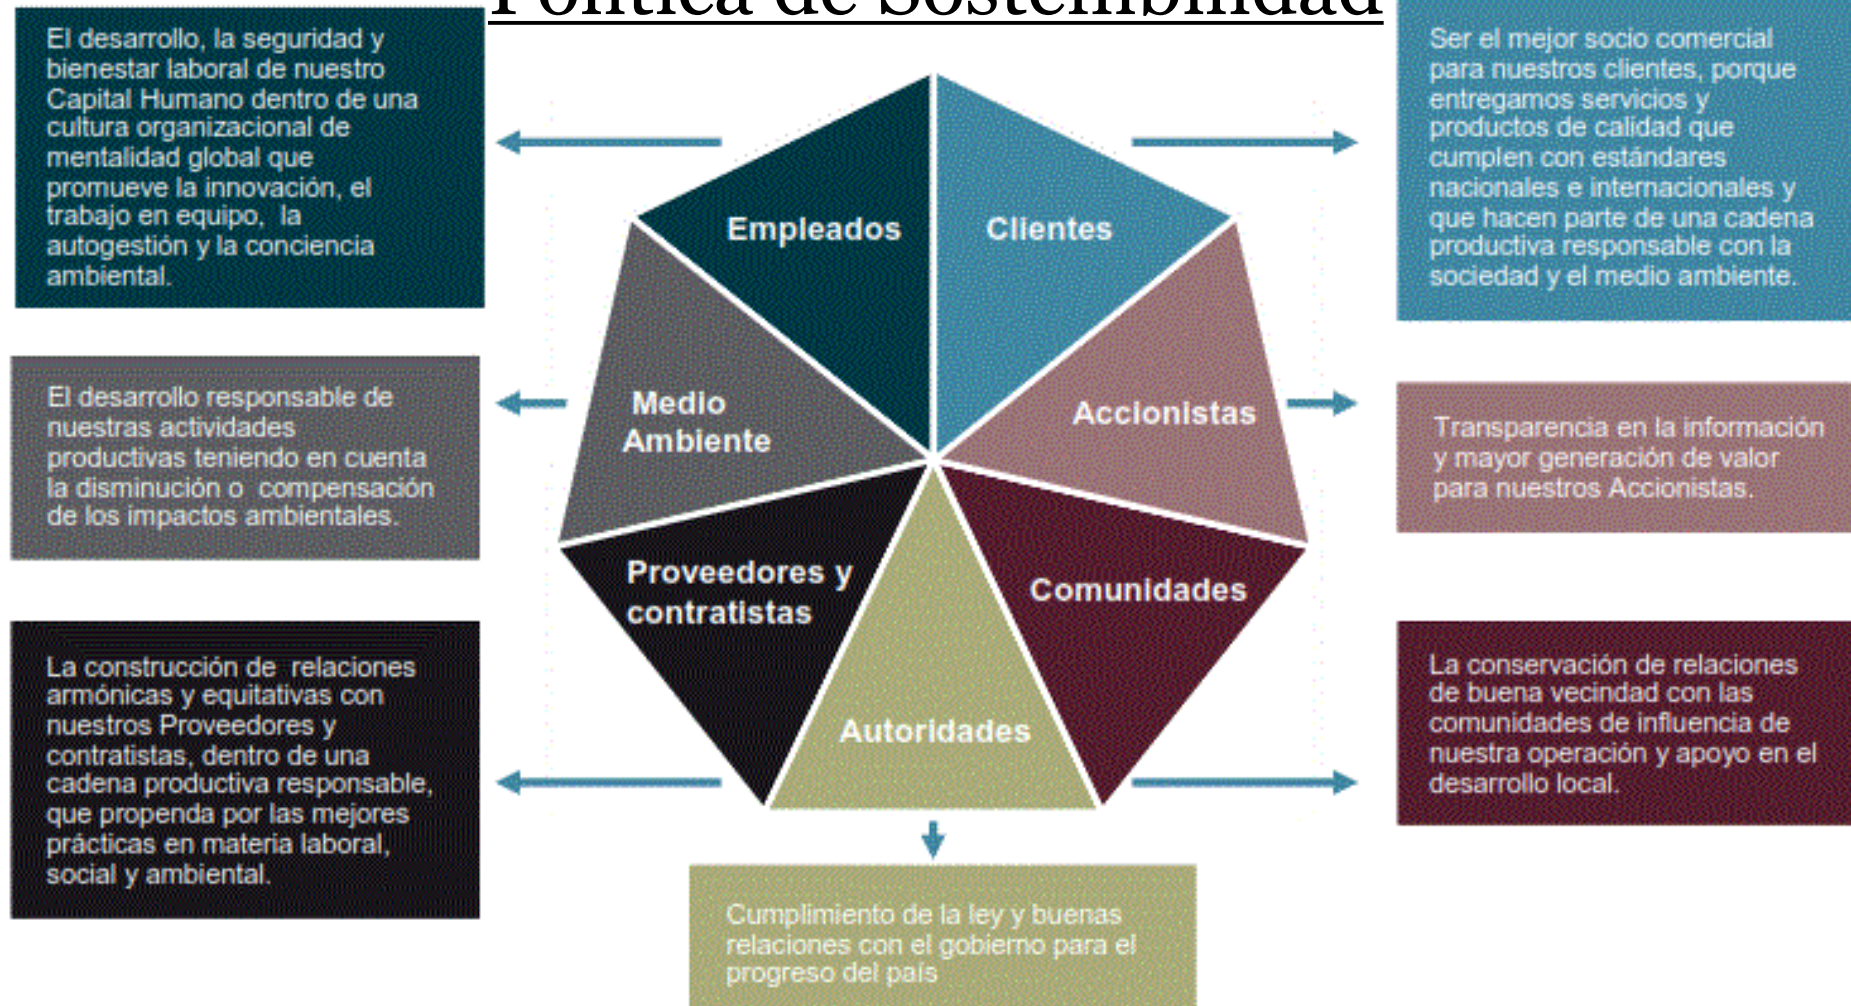 Política de Sostenibilidad
El desarrollo, la seguridad y
bienestar laboral de nuestro
Capital Humano dentro de una
cultura organizacional de
mentalidad global que
promueve la innovación, el
trabajo en equipo, la
autogestión y la conciencia
ambiental.
Ser el mejor socio comercial
para nuestros clientes, porque
entregamos servicios y
productos de calidad que
cumplen con estándares
nacionales e internacionales y
que hacen parte de una cadena
productiva responsable con la
sociedad y el medio ambiente.
Empleados
Clientes
El desarrollo responsable de
nuestras actividades
productivas teniendo en cuenta
la disminución o compensación
de los impactos ambientales.
Medio
Ambiente
Accionistas
Transparencia en la información
y mayor generación de valor
para nuestros Accionistas.
Proveedores y
contratistas
Comunidades
La construcción de relaciones
armónicas y equitativas con
nuestros Proveedores y
contratistas, dentro de una
cadena productiva responsable,
que propenda por las mejores
prácticas en materia laboral,
social y ambiental.
Autoridades
La conservación de relaciones
de buena vecindad con las
comunidades de influencia de
nuestra operación y apoyo en el
desarrollo local.
Cumplimiento de la ley y buenas
relaciones con el gobierno para el
progreso del país